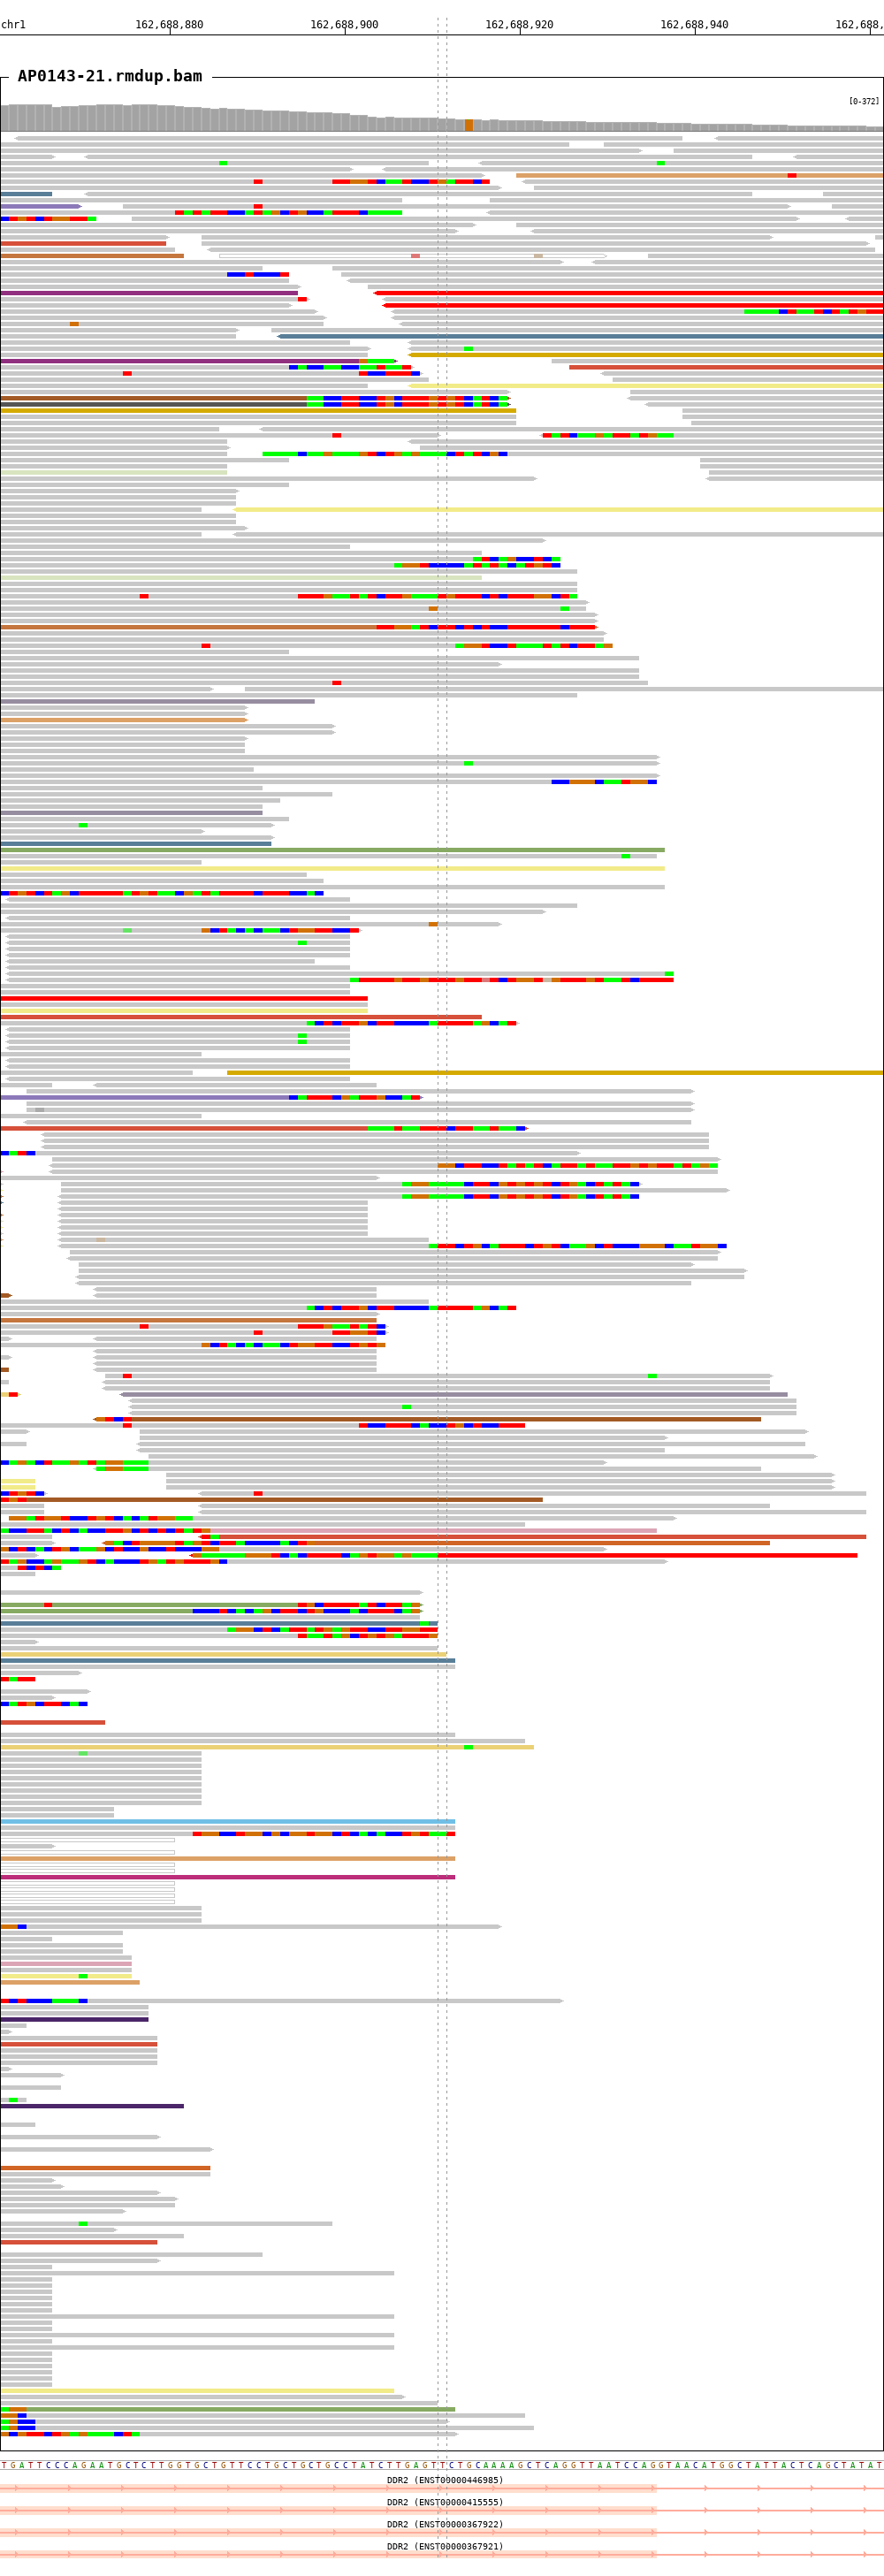 chr1 162,688,880 162,688,900 162,688,920 162,688,940 162,688,
AP0143-21.rmdup.bam
[0-372]
T G A T T C C C A G A A T G C T C T T G G T G C T G T T C C T G C T G C T G C C T A T C T T G A G T T C T G C A A A A G C T C A G G T T A A T C C A G G T A A C A T G G C T A T T A C T C A G C T A T A T
DDR2 (ENST00000446985)
DDR2 (ENST00000415555)
DDR2 (ENST00000367922)
DDR2 (ENST00000367921)